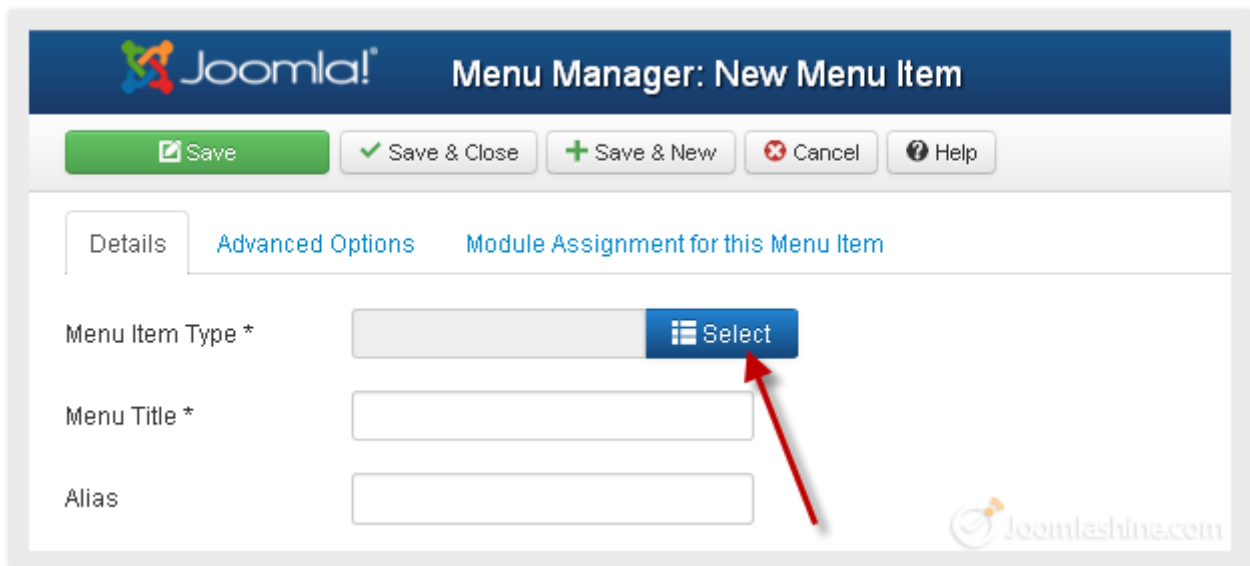 Joomla!® Menu Manager: New Menu Item
Save Save & Close Save & New Cancel Help
Details Advanced Options Module Assignment for this Menu Item
Menu Item Type * Select
Menu Title *
Alias
Joomlashine.com